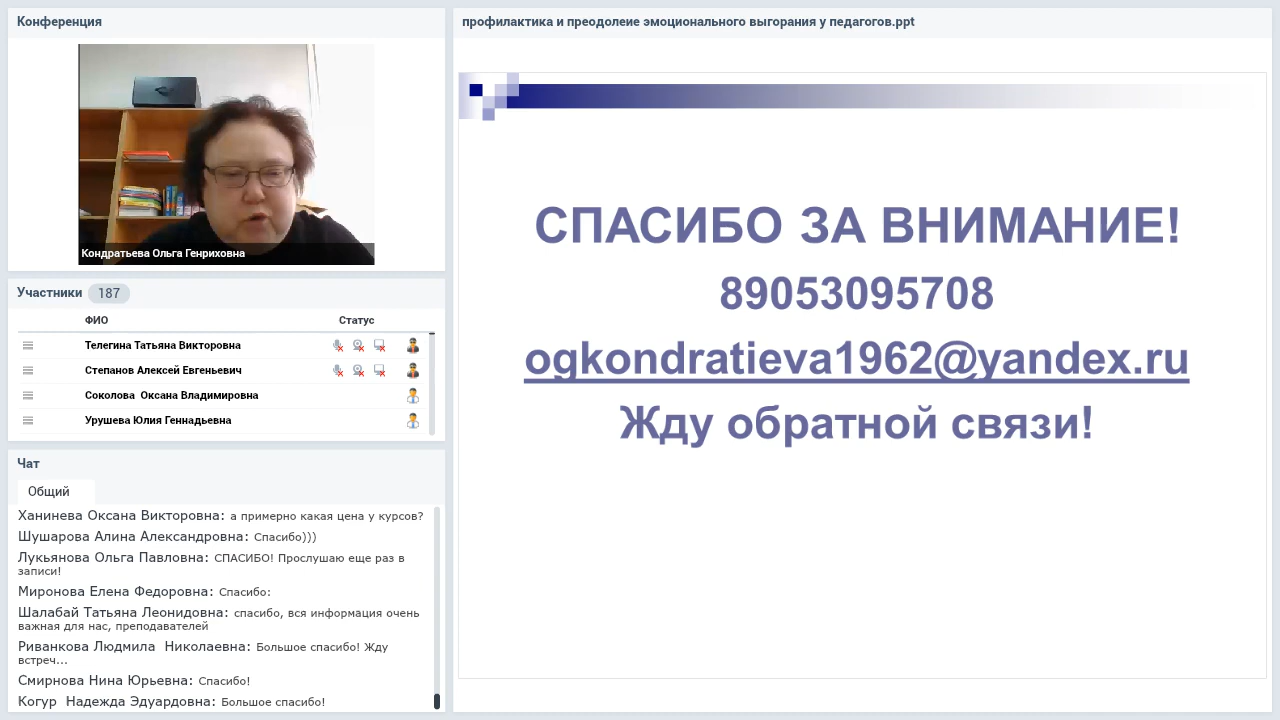 Конференция
Кондратьева Ольга Генриховна
Участники 187
ФИО Статус
Телегина Татьяна Викторовна
Степанов Алексей Евгеньевич
Соколова  Оксана Владимировна
Урушева Юлия Геннадьевна
Чат
Общий
Ханинева Оксана Викторовна: а примерно какая цена у курсов?
Шушарова Алина Александровна: Спасибо)))
Лукьянова Ольга Павловна: СПАСИБО! Прослушаю еще раз в
записи!
Миронова Елена Федоровна: Спасибо:
Шалабай Татьяна Леонидовна: спасибо, вся информация очень
важная для нас, преподавателей
Риванкова Людмила  Николаевна: Большое спасибо! Жду
встреч...
Смирнова Нина Юрьевна: Спасибо!
Когур  Надежда Эдуардовна: Большое спасибо!
профилактика и преодолеие эмоционального выгорания у педагогов.ppt
СПАСИБО ЗА ВНИМАНИЕ!
89053095708
ogkondratieva1962@yandex.ru
Жду обратной связи!